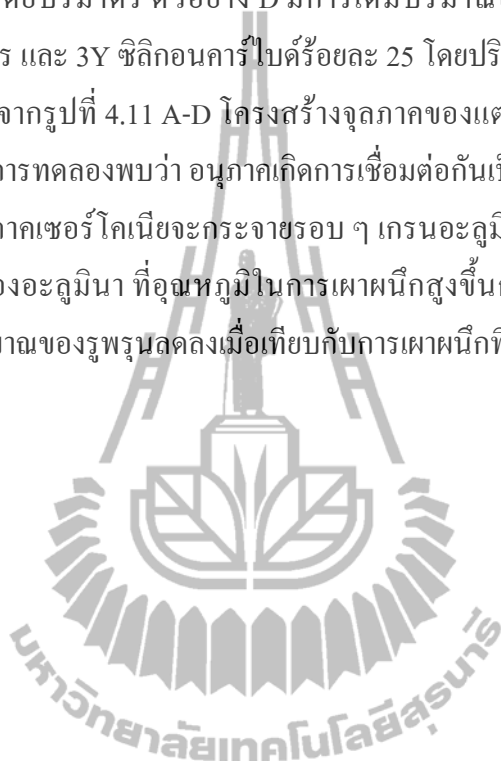 โดยปริมาตร ตัวอย่าง D มีการเติมปริมาณ
ร และ 3Y ซิลิกอนคาร์ไบด์ร้อยละ 25 โดยปริ
จากรูปที่ 4.11 A-D โครงสร้างจุลภาคของแต
การทดลองพบว่า อนุภาคเกิดการเชื่อมต่อกันเป็
ภาคเซอร์โคเนียจะกระจายรอบ ๆ เกรนอะลูมิ
องอะลูมินา ที่อุณหภูมิในการเผาผนึกสูงขึ้น
มาณของรูพรุนลดลงเมื่อเทียบกับการเผาผนึกที่
มหาวิทยาลัยเทคโนโลยีสุรนารี